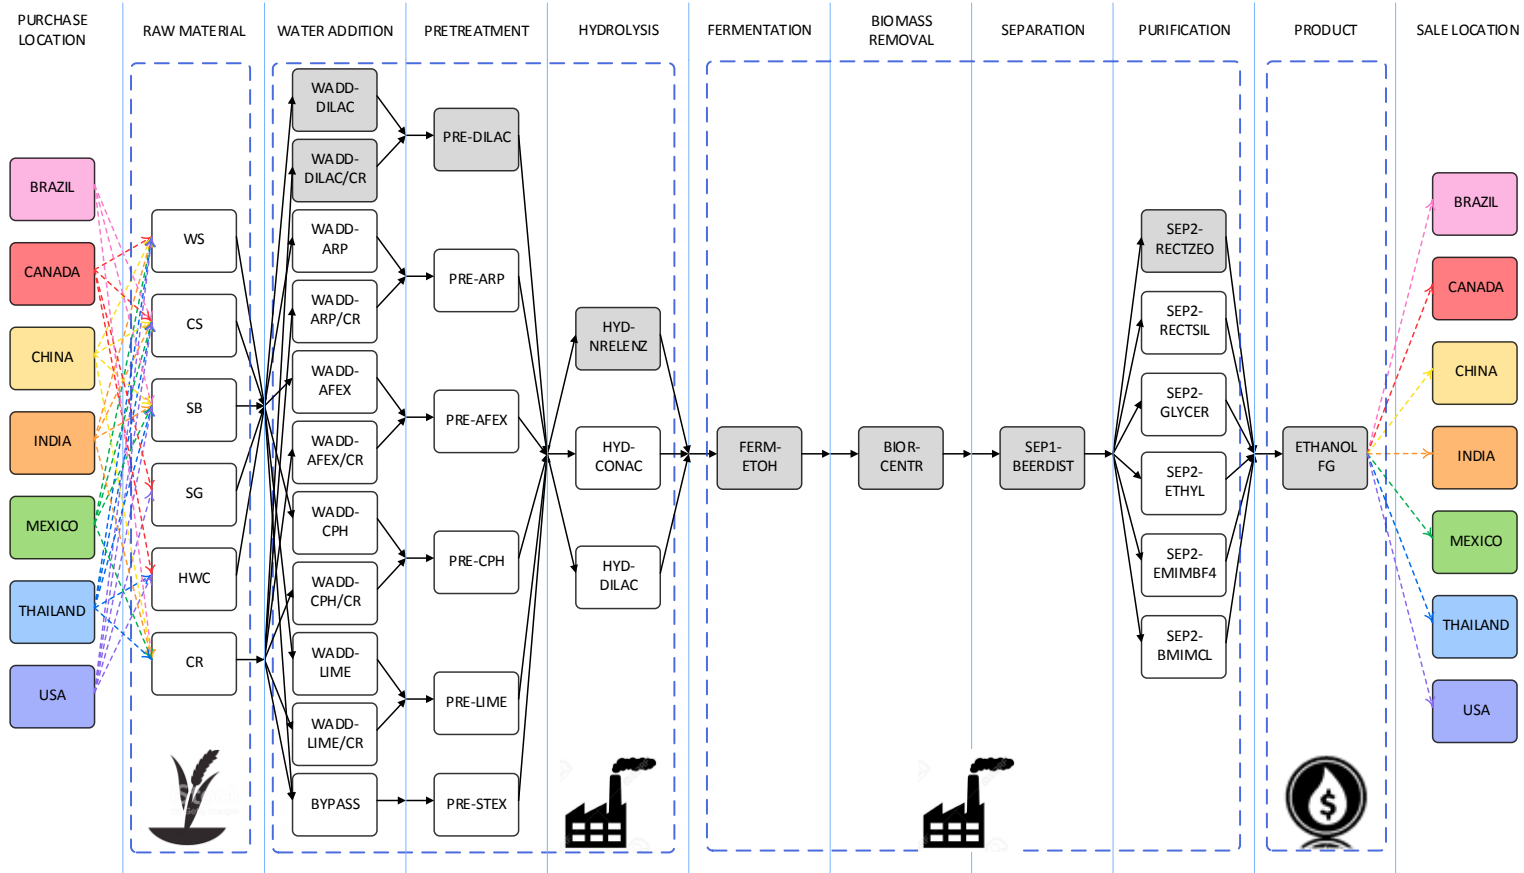 PURCHASE
LOCATION
RAW MATERIAL
WATER ADDITION
PRETREATMENT
HYDROLYSIS
FERMENTATION
BIOMASS
REMOVAL
SEPARATION
PURIFICATION
PRODUCT
SALE LOCATION
BRAZIL
CANADA
CHINA
INDIA
MEXICO
THAILAND
USA
WS
CS
SB
SG
HWC
CR
WADD-
DILAC
WADD-
DILAC/CR
WADD-
ARP
WADD-
ARP/CR
WADD-
AFEX
WADD-
AFEX/CR
WADD-
CPH
WADD-
CPH/CR
WADD-
LIME
WADD-
LIME/CR
BYPASS
PRE-DILAC
PRE-ARP
PRE-AFEX
PRE-CPH
PRE-LIME
PRE-STEX
HYD-
NRELENZ
HYD-
CONAC
HYD-
DILAC
FERM-
ETOH
BIOR-
CENTR
SEP1-
BEERDIST
SEP2-
RECTZEO
SEP2-
RECTSIL
SEP2-
GLYCER
SEP2-
ETHYL
SEP2-
EMIMBF4
SEP2-
BMIMCL
ETHANOL
FG
$
BRAZIL
CANADA
CHINA
INDIA
MEXICO
THAILAND
USA